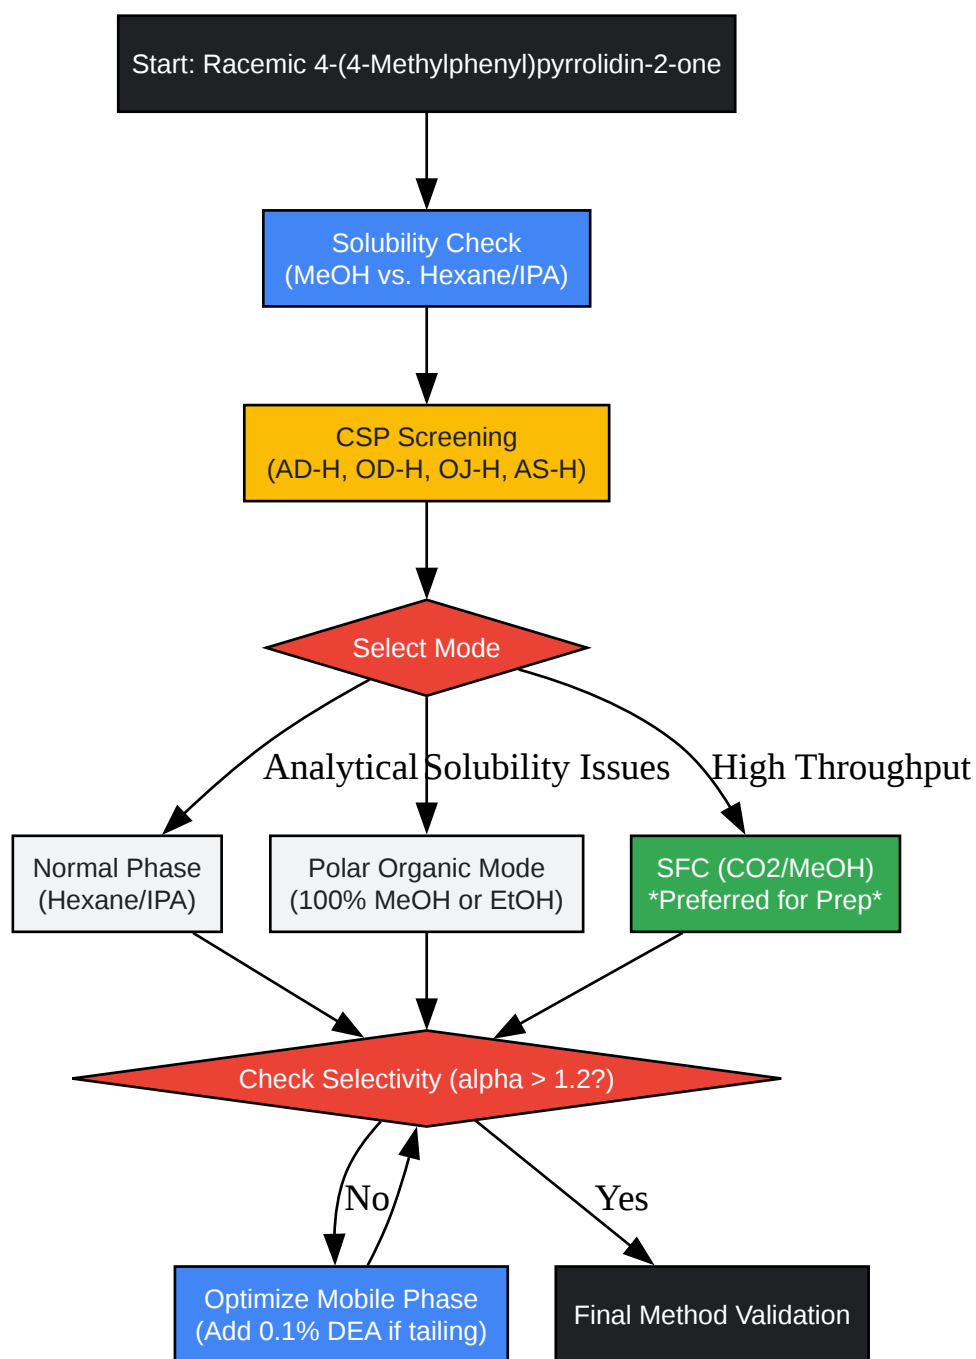 Start: Racemic 4-(4-Methylphenyl)pyrrolidin-2-one
Solubility Check
(MeOH vs. Hexane/IPA)
CSP Screening
(AD-H, OD-H, OJ-H, AS-H)
Select Mode
Analytical
Solubility Issues
High Throughput
Normal Phase
(Hexane/IPA)
Polar Organic Mode
(100% MeOH or EtOH)
SFC (CO2/MeOH)
*Preferred for Prep*
Check Selectivity (alpha > 1.2?)
No
Yes
Optimize Mobile Phase
(Add 0.1% DEA if tailing)
Final Method Validation